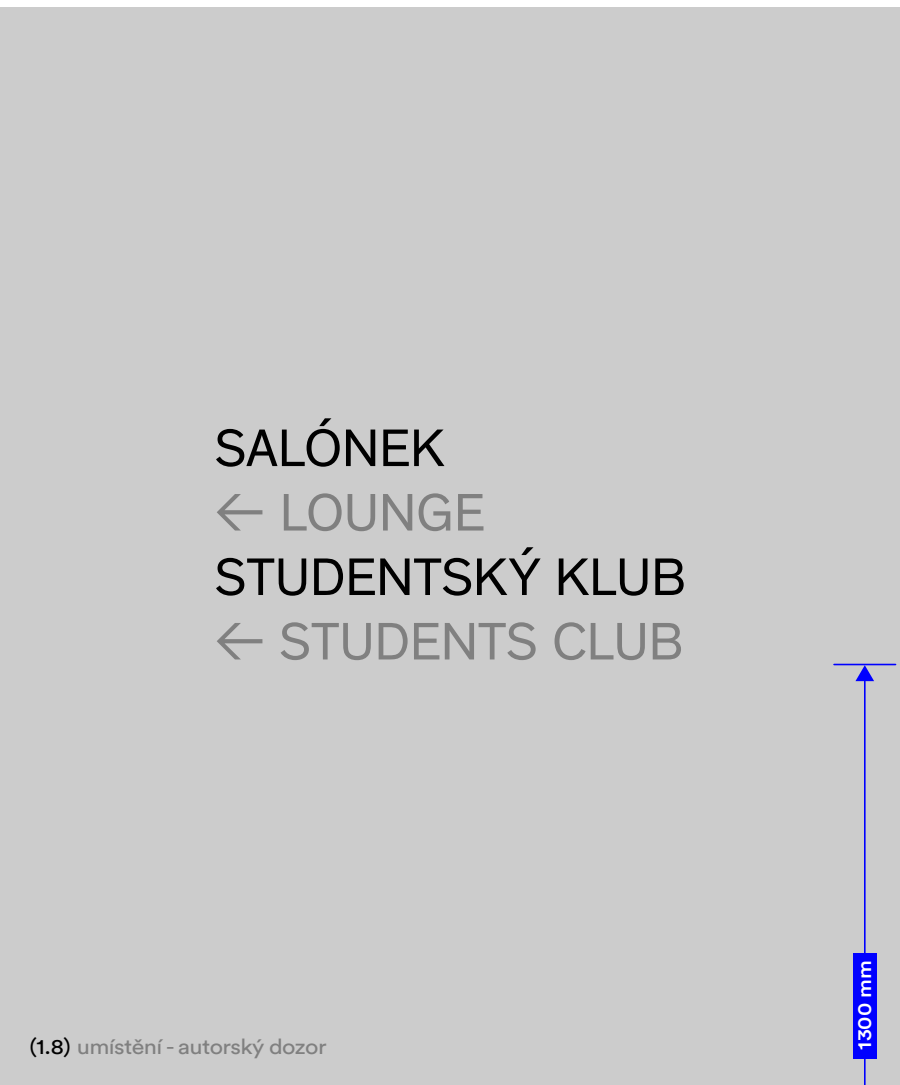 SALÓNEK
← LOUNGE
STUDENTSKÝ KLUB
← STUDENTS CLUB
1300 mm
(1.8) umístění - autorský dozor